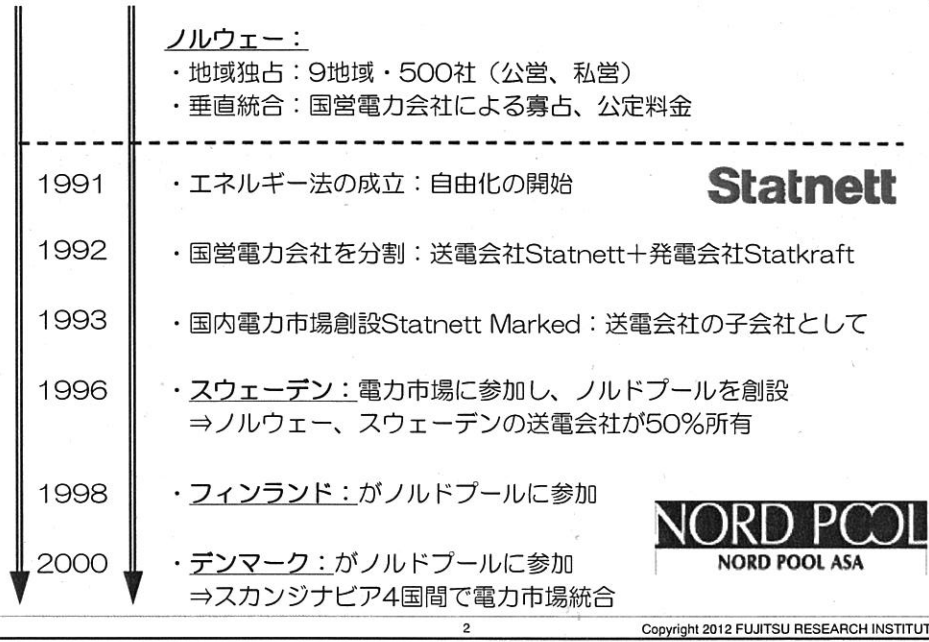 ノルウェー：
・地域独占：9地域・500社（公営、私営）
・垂直統合：国営電力会社による寡占、公定料金
1991 ・エネルギー法の成立：自由化の開始
Statnett
1992 ・国営電力会社を分割：送電会社Statnett＋発電会社Statkraft
1993 ・国内電力市場創設Statnett Marked：送電会社の子会社として
1996 ・スウェーデン：電力市場に参加し、ノルドプールを創設
⇒ノルウェー、スウェーデンの送電会社が50％所有
1998 ・フィンランド：がノルドプールに参加
NORD POOL
NORD POOL ASA
2000 ・デンマーク：がノルドプールに参加
⇒スカンジナビア4国間で電力市場統合
2
Copyright 2012 FUJITSU RESEARCH INSTITUT